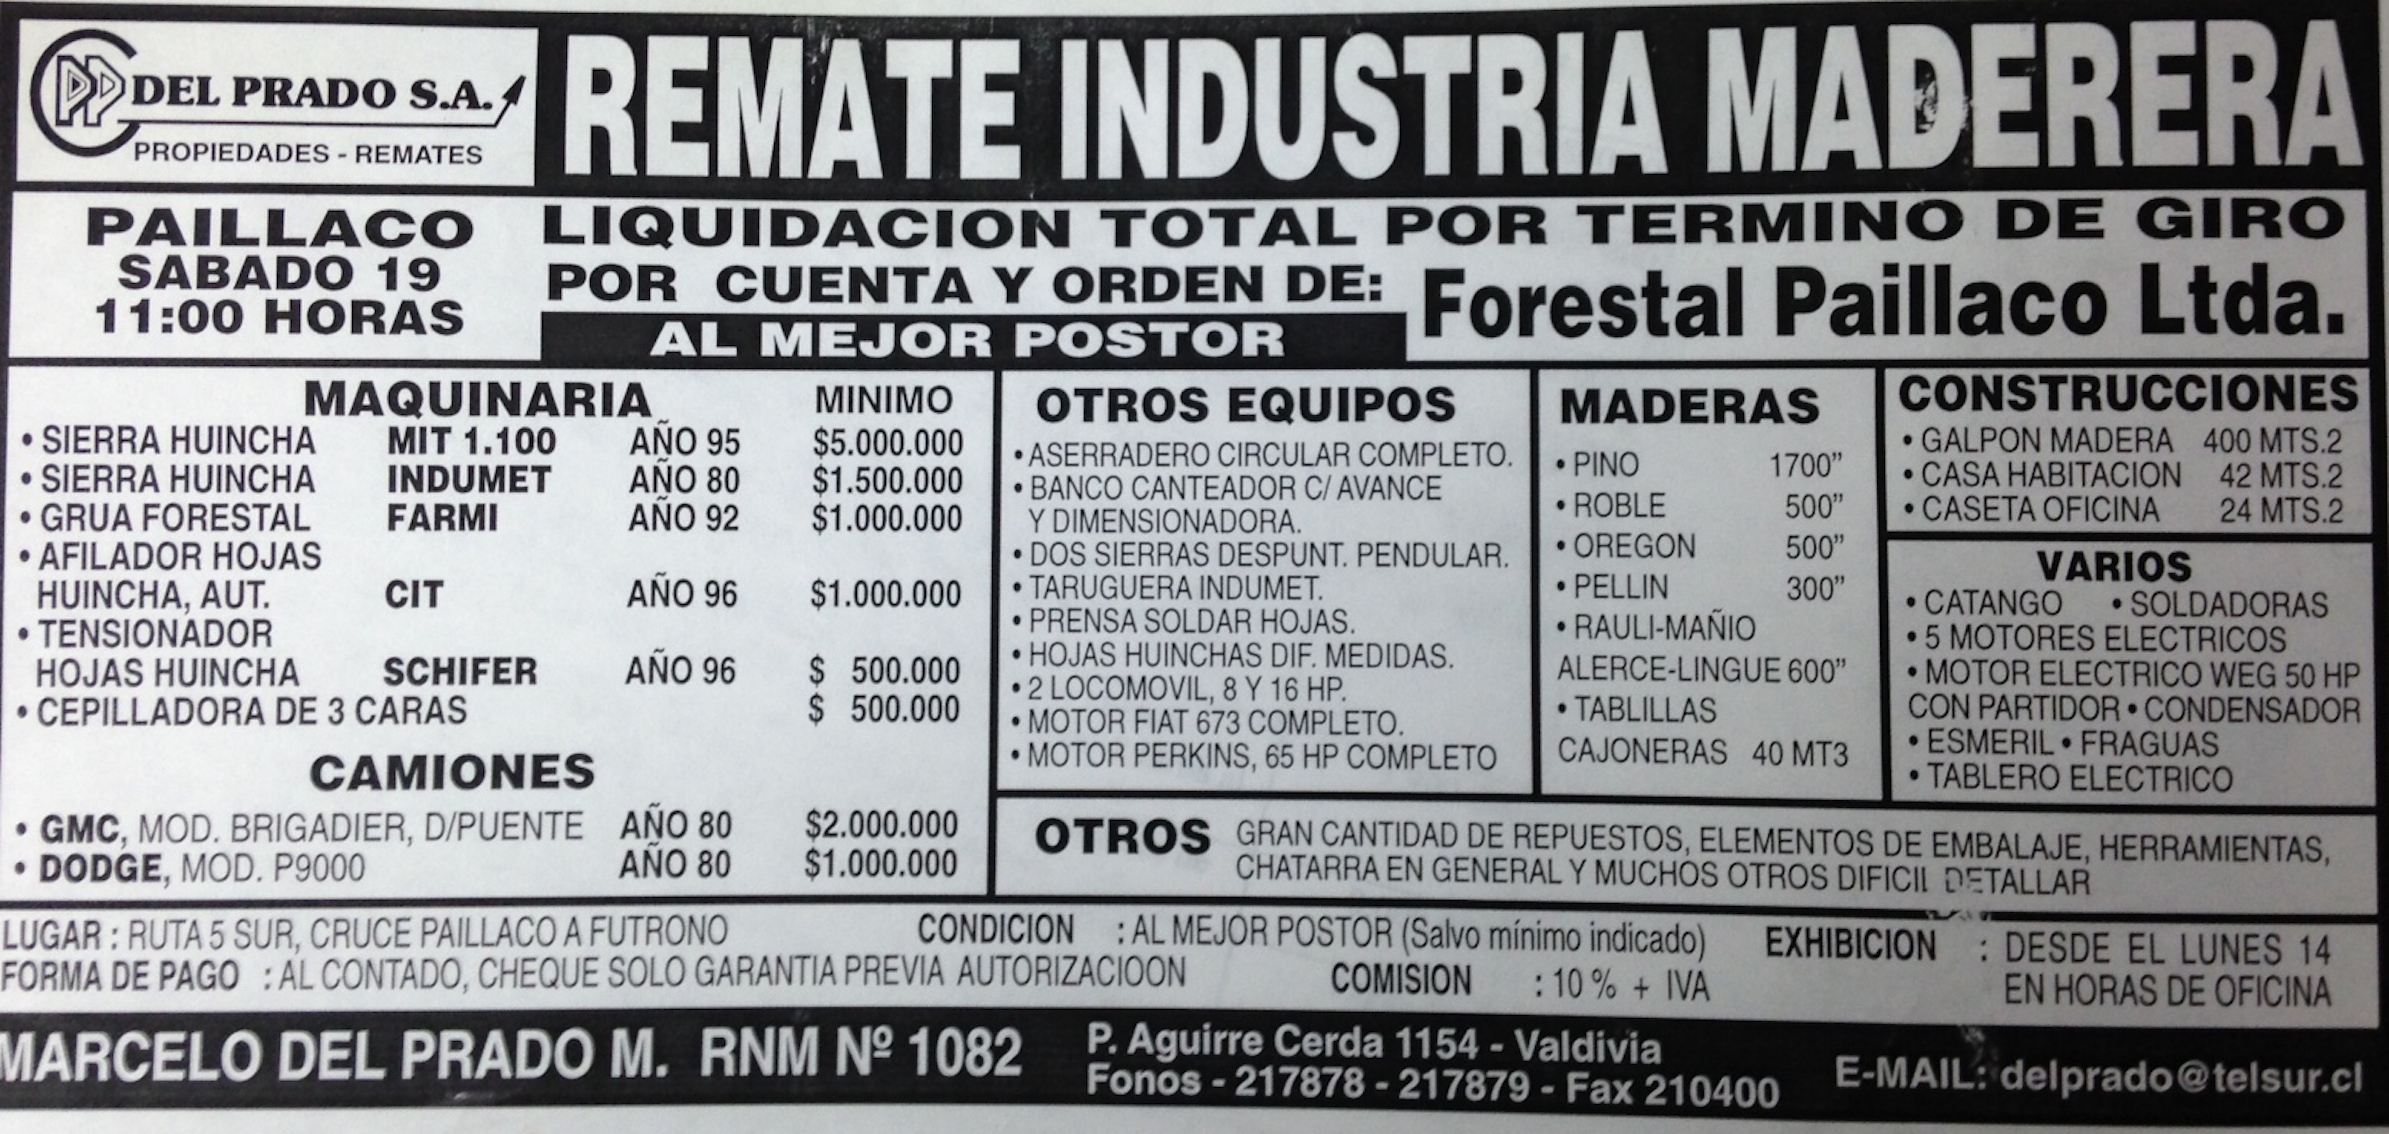 DEL PRADO S.A.
PROPIEDADES - REMATES
REMATE INDUSTRIA MADERERA
PAILLACO
SABADO 19
11:00 HORAS
LIQUIDACION TOTAL POR TERMINO DE GIRO
POR CUENTA Y ORDEN DE: Forestal Paillaco Ltda.
AL MEJOR POSTOR
MAQUINARIA MINIMO
• SIERRA HUINCHA MIT 1.100 AÑO 95 $5.000.000
• SIERRA HUINCHA INDUMET AÑO 80 $1.500.000
• GRUA FORESTAL FARMI AÑO 92 $1.000.000
• AFILADOR HOJAS
HUINCHA, AUT. CIT AÑO 96 $1.000.000
• TENSIONADOR
HOJAS HUINCHA SCHIFER AÑO 96 $ 500.000
• CEPILLADORA DE 3 CARAS $ 500.000
CAMIONES
• GMC, MOD. BRIGADIER, D/PUENTE AÑO 80 $2.000.000
• DODGE, MOD. P9000 AÑO 80 $1.000.000
OTROS EQUIPOS
• ASERRADERO CIRCULAR COMPLETO.
• BANCO CANTEADOR C/ AVANCE
Y DIMENSIONADORA.
• DOS SIERRAS DESPUNT. PENDULAR.
• TARUGUERA INDUMET.
• PRENSA SOLDAR HOJAS.
• HOJAS HUINCHAS DIF. MEDIDAS.
• 2 LOCOMOVIL, 8 Y 16 HP.
• MOTOR FIAT 673 COMPLETO.
• MOTOR PERKINS, 65 HP COMPLETO
MADERAS
• PINO 1700”
• ROBLE 500”
• OREGON 500”
• PELLIN 300”
• RAULI-MAÑIO
ALERCE-LINGUE 600”
• TABLILLAS
CAJONERAS 40 MT3
CONSTRUCCIONES
• GALPON MADERA 400 MTS.2
• CASA HABITACION 42 MTS.2
• CASETA OFICINA 24 MTS.2
VARIOS
• CATANGO • SOLDADORAS
• 5 MOTORES ELECTRICOS
• MOTOR ELECTRICO WEG 50 HP
CON PARTIDOR • CONDENSADOR
• ESMERIL • FRAGUAS
• TABLERO ELECTRICO
OTROS GRAN CANTIDAD DE REPUESTOS, ELEMENTOS DE EMBALAJE, HERRAMIENTAS,
CHATARRA EN GENERAL Y MUCHOS OTROS DIFICIL DETALLAR
LUGAR : RUTA 5 SUR, CRUCE PAILLACO A FUTRONO
FORMA DE PAGO : AL CONTADO, CHEQUE SOLO GARANTIA PREVIA AUTORIZACIOON
CONDICION : AL MEJOR POSTOR (Salvo mínimo indicado)
COMISION : 10 % + IVA
EXHIBICION : DESDE EL LUNES 14
EN HORAS DE OFICINA
MARCELO DEL PRADO M. RNM Nº 1082
P. Aguirre Cerda 1154 - Valdivia
Fonos - 217878 - 217879 - Fax 210400
E-MAIL: delprado@telsur.cl